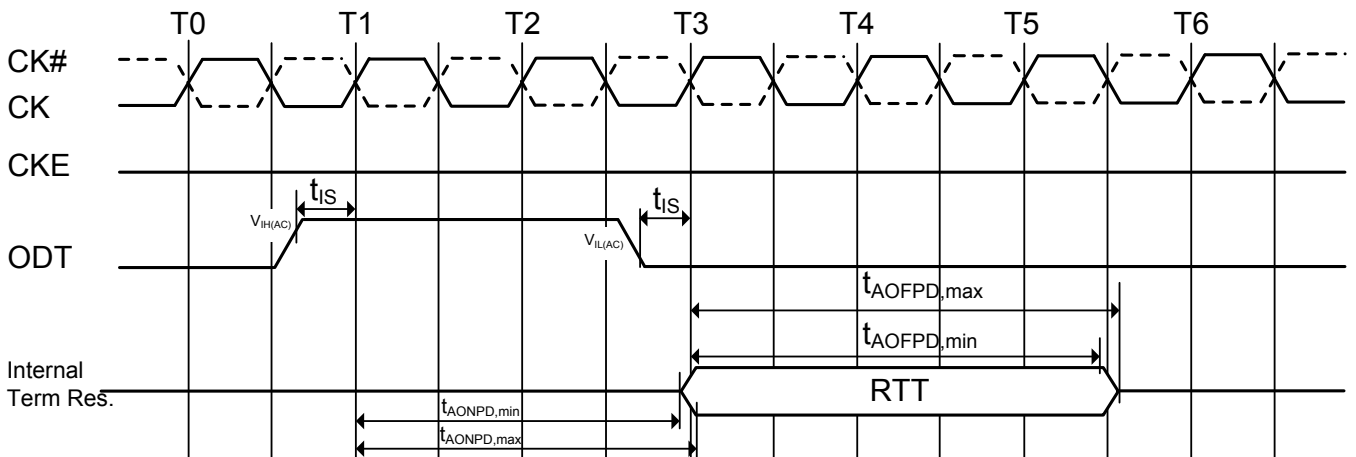 T0 T1 T2 T3 T4 T5 T6
CK#
CK
CKE
tIS
tIS
VIH(AC)
VIL(AC)
ODT
tAOFPD,max
tAOFPD,min
Internal
Term Res.
RTT
tAONPD,min
tAONPD,max